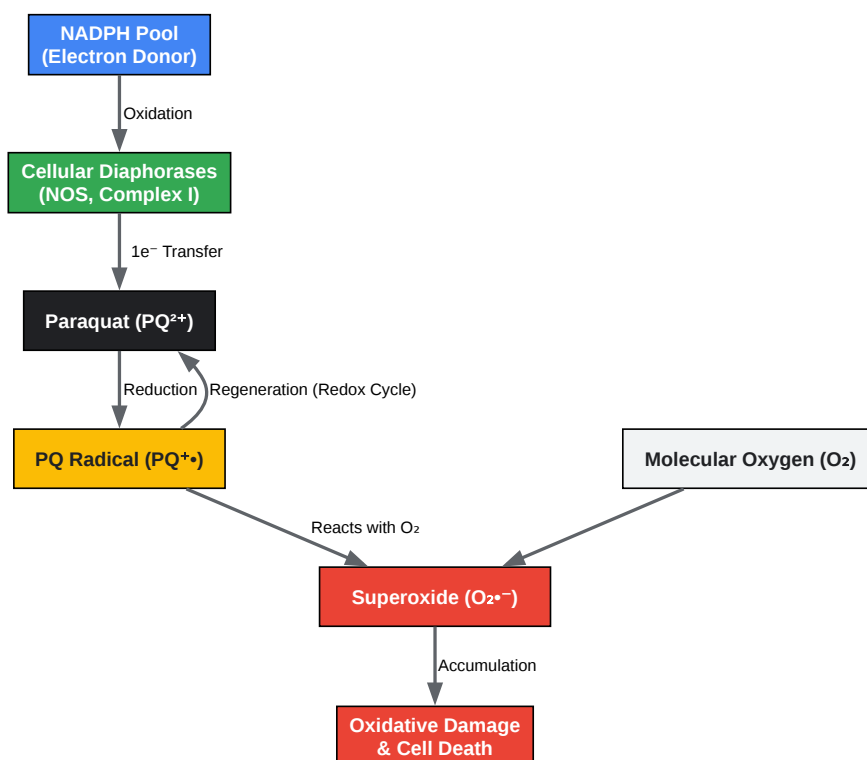 NADPH Pool
(Electron Donor)
Oxidation
Cellular Diaphorases
(NOS, Complex I)
1e⁻ Transfer
Paraquat (PQ²⁺)
Reduction
Regeneration (Redox Cycle)
PQ Radical (PQ⁺•)
Molecular Oxygen (O₂)
Reacts with O₂
Superoxide (O₂•⁻)
Accumulation
Oxidative Damage
& Cell Death